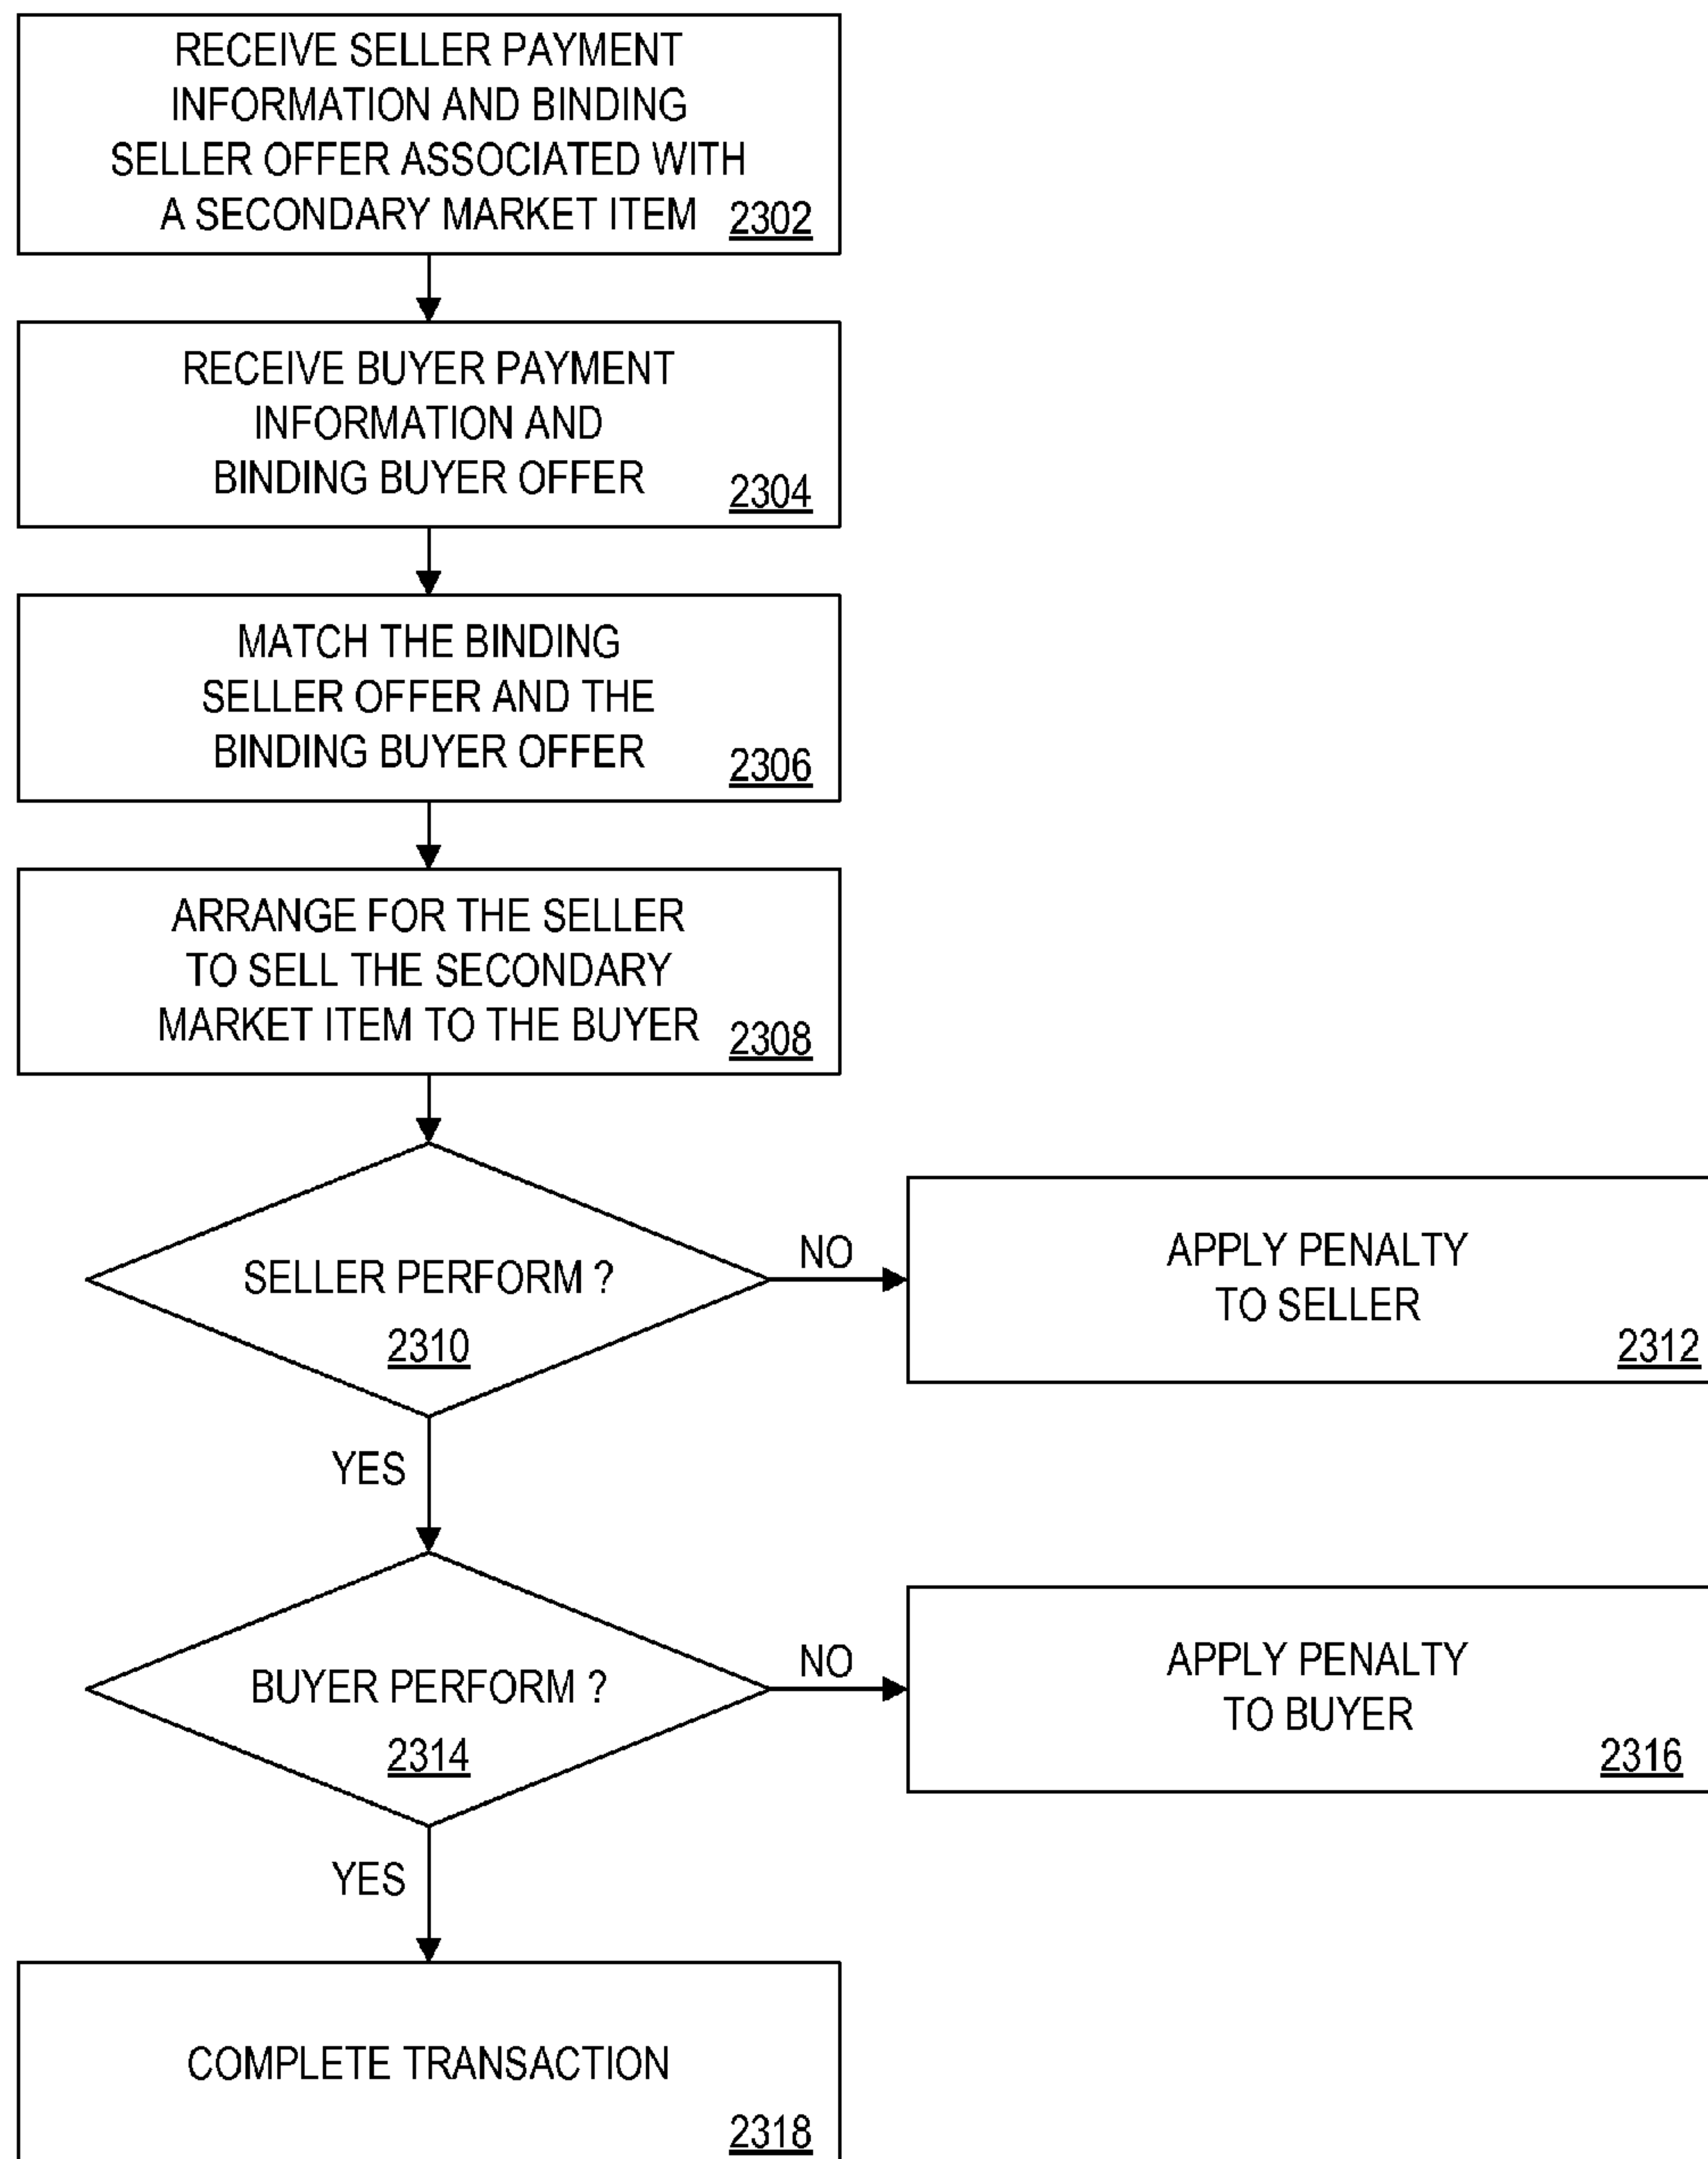 RECEIVE SELLER PAYMENT
INFORMATION AND BINDING
SELLER OFFER ASSOCIATED WITH
A SECONDARY MARKET ITEM 2302
RECEIVE BUYER PAYMENT
INFORMATION AND
BINDING BUYER OFFER 2304
MATCH THE BINDING
SELLER OFFER AND THE
BINDING BUYER OFFER 2306
ARRANGE FOR THE SELLER
TO SELL THE SECONDARY
MARKET ITEM TO THE BUYER 2308
SELLER PERFORM ?
2310
NO
APPLY PENALTY
TO SELLER
2312
YES
BUYER PERFORM ?
2314
NO
APPLY PENALTY
TO BUYER
2316
YES
COMPLETE TRANSACTION
2318